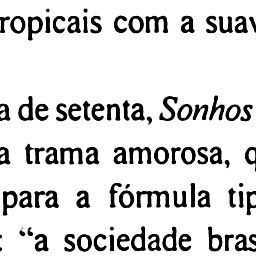 ropicais com a suav
a de setenta, Sonhos
a trama amorosa, q
para a fórmula tip
: “a sociedade bras